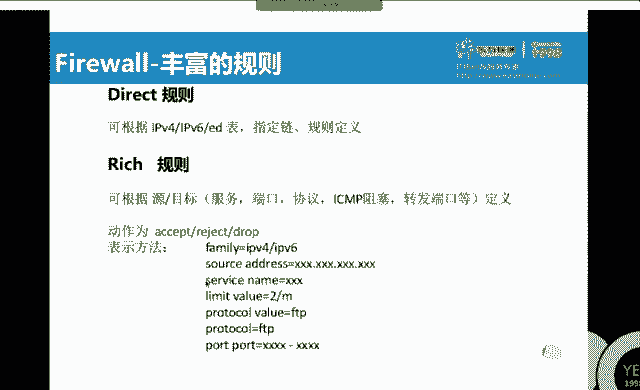 Firewall-丰富的规则
Direct 规则
可根据 IPv4/IPv6/ed 表，指定链、规则定义
Rich 规则
可根据 源/目标（服务，端口，协议，ICMP阻塞，转发端口等）定义
动作为 accept/reject/drop
表示方法： family=ipv4/ipv6
source address=xxx.xxx.xxx.xxx
service name=xxx
limit value=2/m
protocol value=ftp
protocol=ftp
port port=xxxx - xxxx
YE